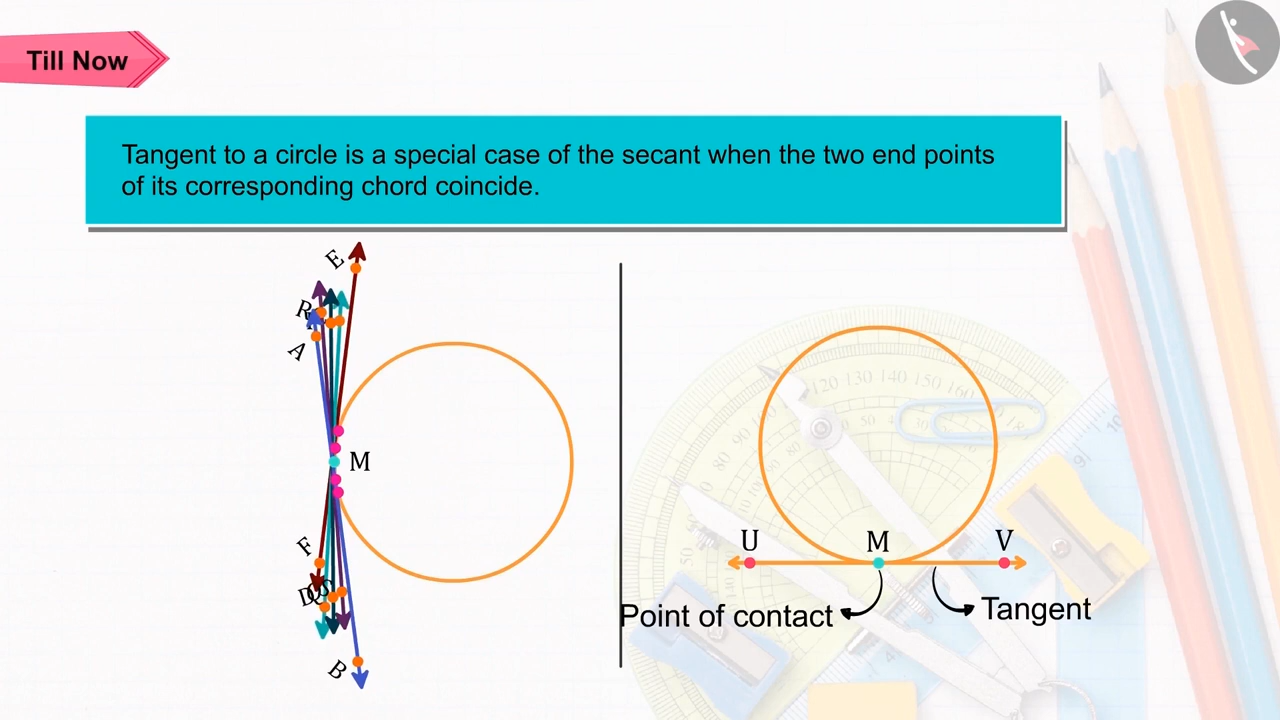 Till Now
Tangent to a circle is a special case of the secant when the two end points
of its corresponding chord coincide.
E
R
A
M
F
D
Q
S
B
U
M
V
Point of contact
Tangent